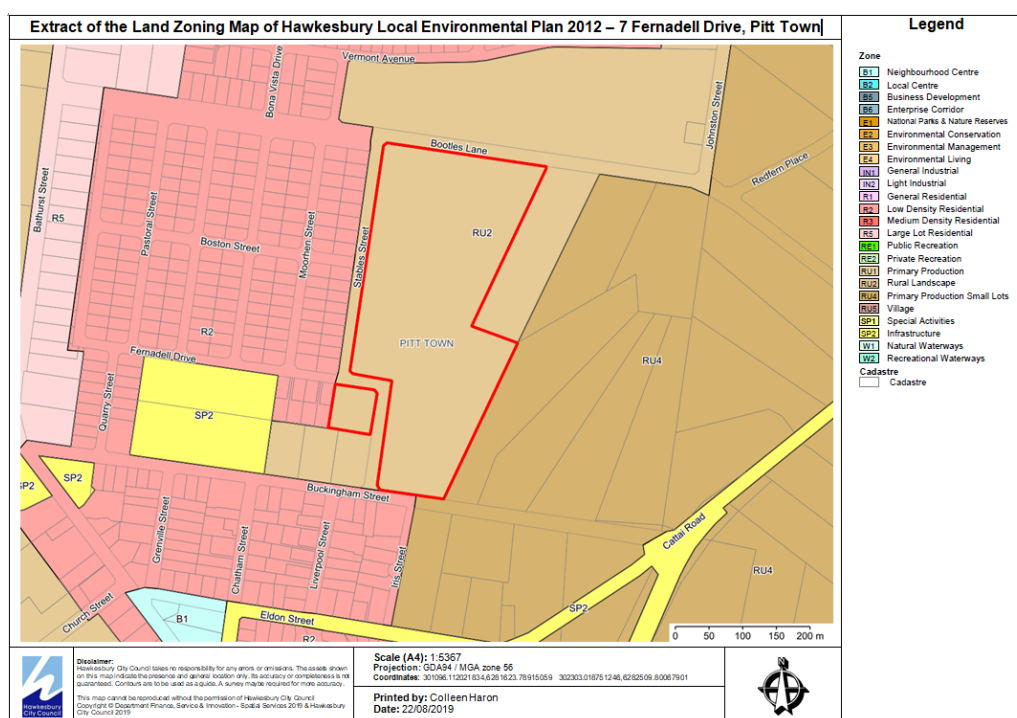 Extract of the Land Zoning Map of Hawkesbury Local Environmental Plan 2012 – 7 Fernadell Drive, Pitt Town
Legend
Zone
B1 Neighbourhood Centre
B2 Local Centre
B5 Business Development
B6 Enterprise Corridor
E1 National Parks & Nature Reserves
E2 Environmental Conservation
E3 Environmental Management
E4 Environmental Living
IN1 General Industrial
IN2 Light Industrial
R1 General Residential
R2 Low Density Residential
R3 Medium Density Residential
R5 Large Lot Residential
RE1 Public Recreation
RE2 Private Recreation
RU1 Primary Production
RU2 Rural Landscape
RU4 Primary Production Small Lots
RU5 Village
SP1 Special Activities
SP2 Infrastructure
W1 Natural Waterways
W2 Recreational Waterways
Cadastre
Cadastre
Vermont Avenue
Bona Vista Drive
Johnston Street
Bootles Lane
Redfern Place
Bathurst Street
R5
Pastoral Street
Boston Street
Moorhen Street
Stables Street
RU2
R2
PITT TOWN
Fernadell Drive
RU4
Quarry Street
SP2
SP2
SP2
Buckingham Street
Grenville Street
Chatham Street
Liverpool Street
Iris Street
Cattai Road
RU4
Church Street
B1
Eldon Street
R2
SP2
0 50 100 150 200 m
Hawkesbury
City Council
Disclaimer:
Hawkesbury City Council takes no responsibility for any errors or omissions. The assets shown
on this map indicate the presence and general location only. Its accuracy or completeness is not
guaranteed. Contours are to be used as a guide. A survey may be required for more accuracy.
This map cannot be reproduced without the permission of Hawkesbury City Council
Copyright © Department Finance, Service & Innovation - Spatial Services 2019 & Hawkesbury
City Council 2019
Scale (A4): 1:5367
Projection: GDA94 / MGA zone 56
Coordinates: 301096.112021834,6281623.78915059 302303.018751246,6282509.80067901
Printed by: Colleen Haron
Date: 22/08/2019